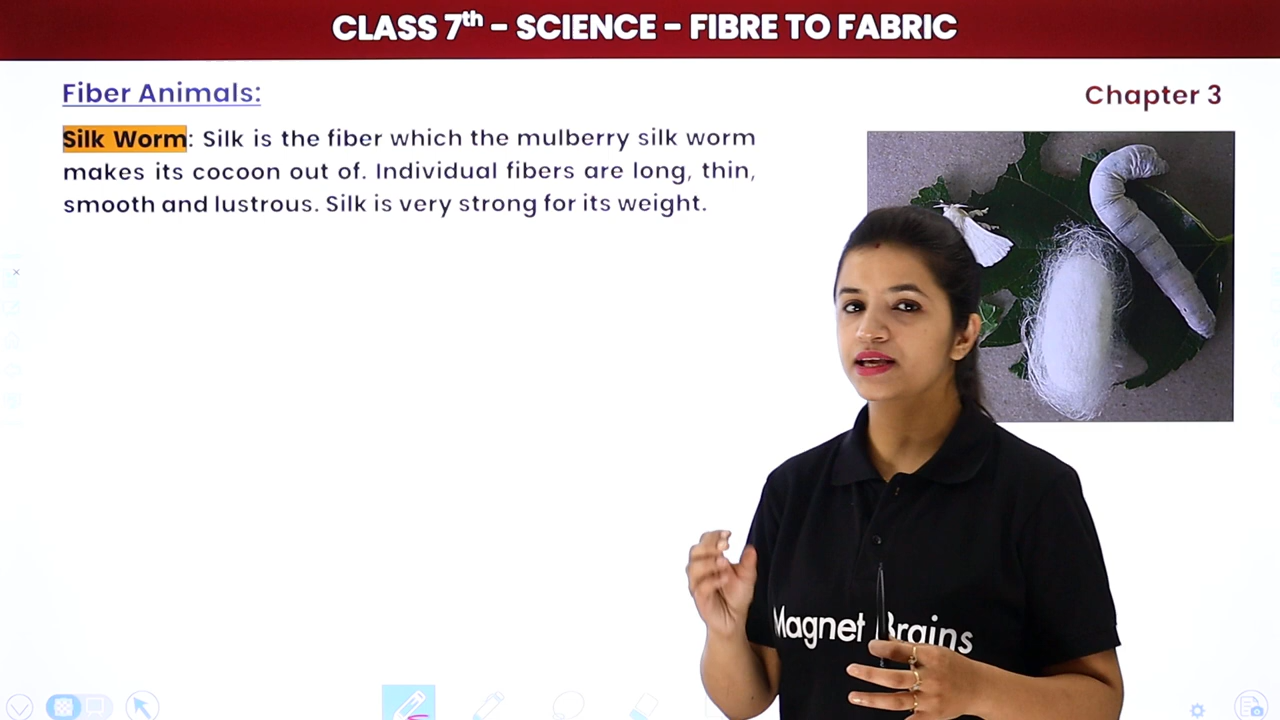 CLASS 7th - SCIENCE - FIBRE TO FABRIC
Fiber Animals:
Chapter 3
Silk Worm: Silk is the fiber which the mulberry silk worm
makes its cocoon out of. Individual fibers are long, thin,
smooth and lustrous. Silk is very strong for its weight.
Magnet Brains